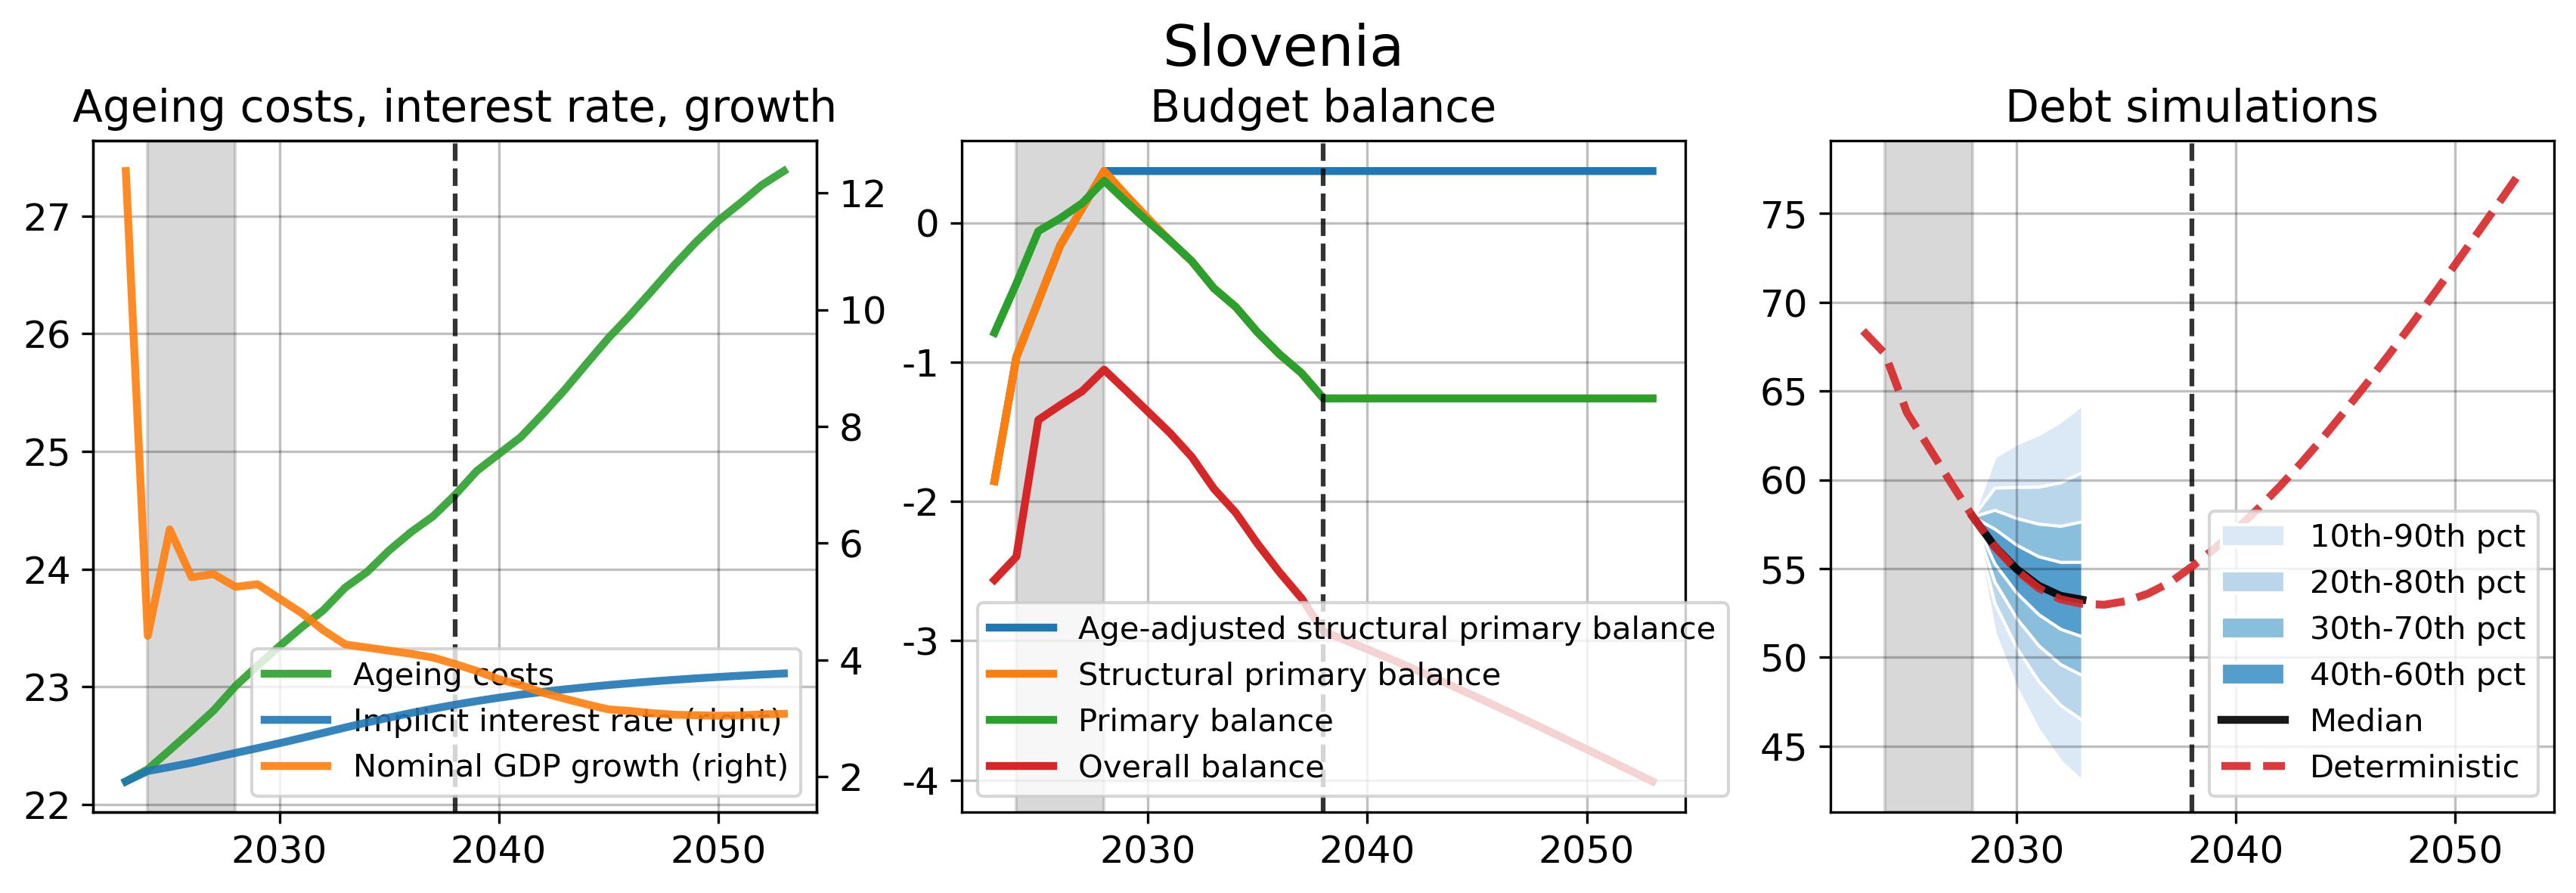 Slovenia
Ageing costs, interest rate, growth
27
26
25
24
23
22
12
10
8
6
4
2
2030
2040
2050
Ageing costs
Implicit interest rate (right)
Nominal GDP growth (right)
Budget balance
0
-1
-2
-3
-4
2030
2040
2050
Age-adjusted structural primary balance
Structural primary balance
Primary balance
Overall balance
Debt simulations
75
70
65
60
55
50
45
2030
2040
2050
10th-90th pct
20th-80th pct
30th-70th pct
40th-60th pct
Median
Deterministic